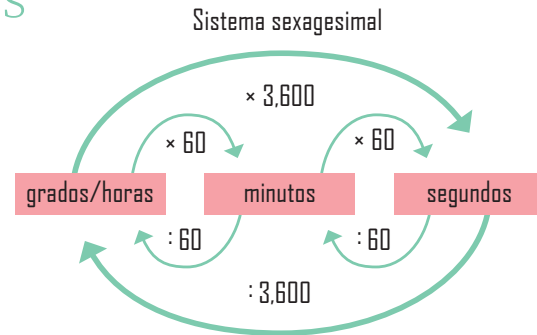 S
Sistema sexagesimal
× 3,600
× 60
× 60
grados/horas
minutos
segundos
: 60
: 60
: 3,600